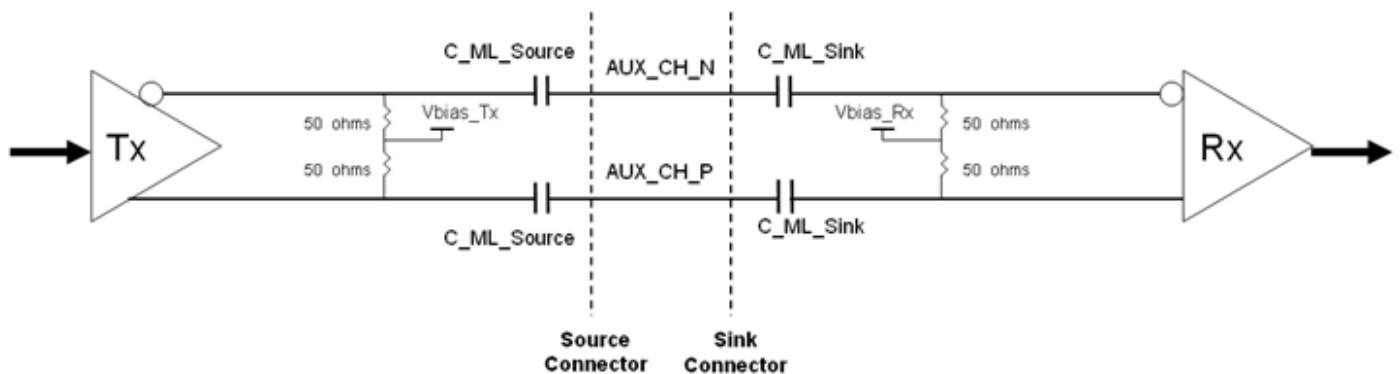 C_ML_Source
AUX_CH_N
C_ML_Sink
Tx
50 ohms
Vbias_Tx
Vbias_Rx
50 ohms
Rx
50 ohms
AUX_CH_P
50 ohms
C_ML_Source
C_ML_Sink
Source
Connector
Sink
Connector